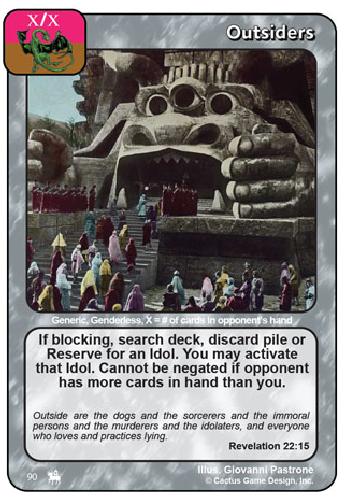 X/X
Outsiders
Generic, Genderless, X = # of cards in opponent's hand
If blocking, search deck, discard pile or
Reserve for an Idol. You may activate
that Idol. Cannot be negated if opponent
has more cards in hand than you.
Outside are the dogs and the sorcerers and the immoral
persons and the murderers and the idolaters, and everyone
who loves and practices lying.
Revelation 22:15
90
Illus. Giovanni Pastrone
© Cactus Game Design, Inc.